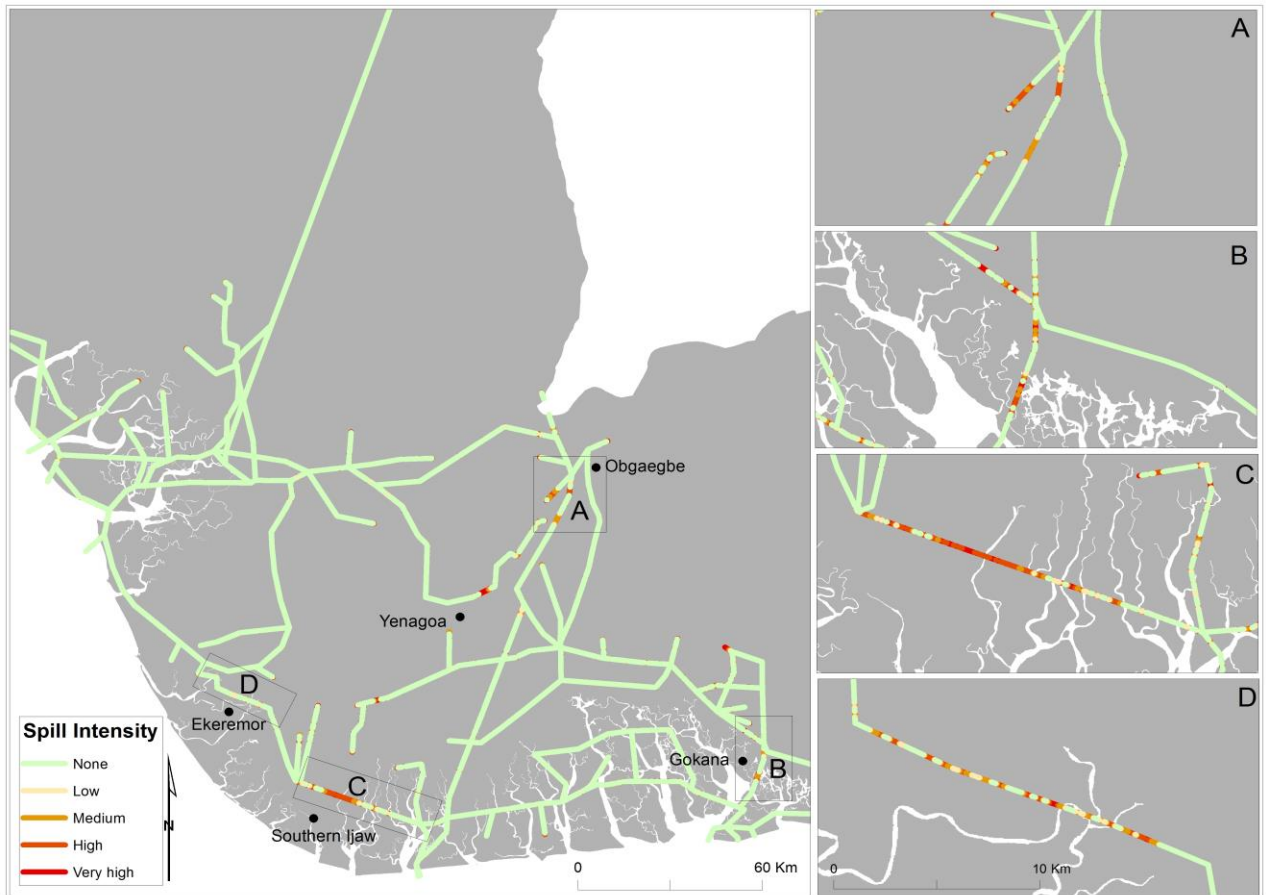 Obgaegbe
A
Yenagoa
D
Ekeremor
Gokana
B
C
Southern Ijaw
Spill Intensity
None
Low
Medium
High
Very high
N
0 60 Km
A
B
C
D
0 10 Km